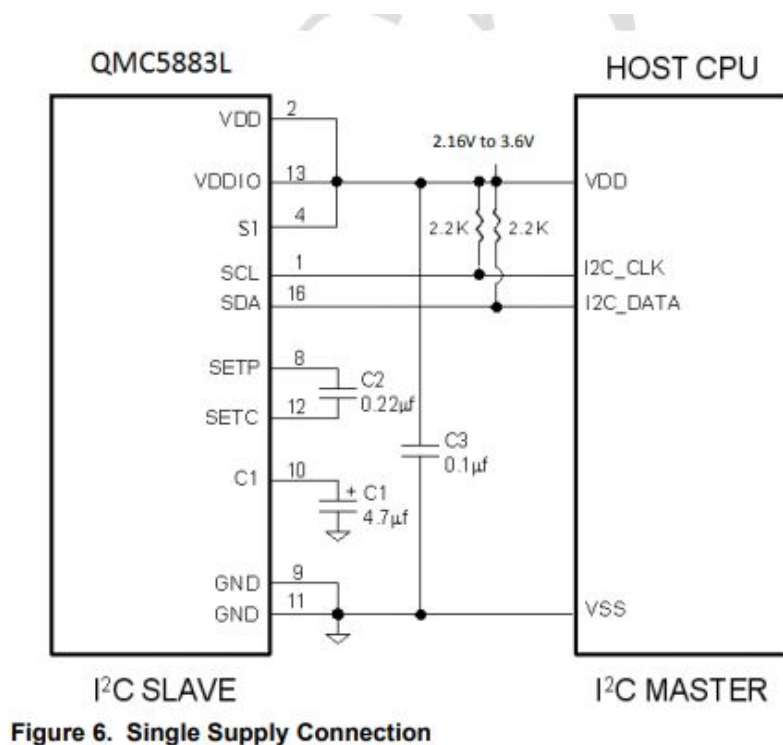 QMC5883L
HOST CPU
VDD 2
2.16V to 3.6V
VDDIO 13
VDD
S1 4
2.2K 2.2K
SCL 1
I2C_CLK
SDA 16
I2C_DATA
SETP 8
C2
0.22µf
SETC 12
C3
0.1µf
C1 10
+ C1
4.7µf
GND 9
GND 11
VSS
I²C SLAVE
I²C MASTER
Figure 6. Single Supply Connection